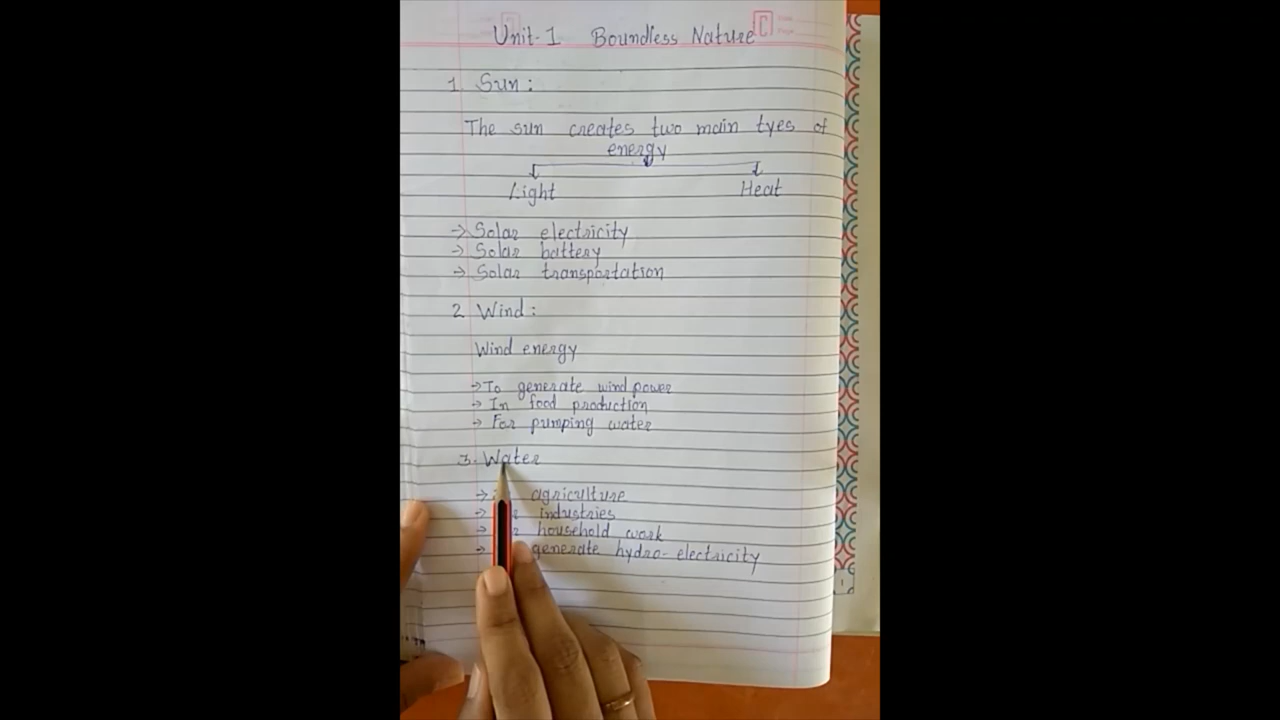 Unit-1 Boundless Nature
1 Sun:
The sun creates two main tyes of
energy
Light Heat
→ Solar electricity
→ Solar battery
→ Solar transportation
2 Wind:
Wind energy
→ To generate wind power
→ In food production
→ For pumping water
3. Water
→ agriculture
→ industries
→ household work
→ generate hydro-electricity